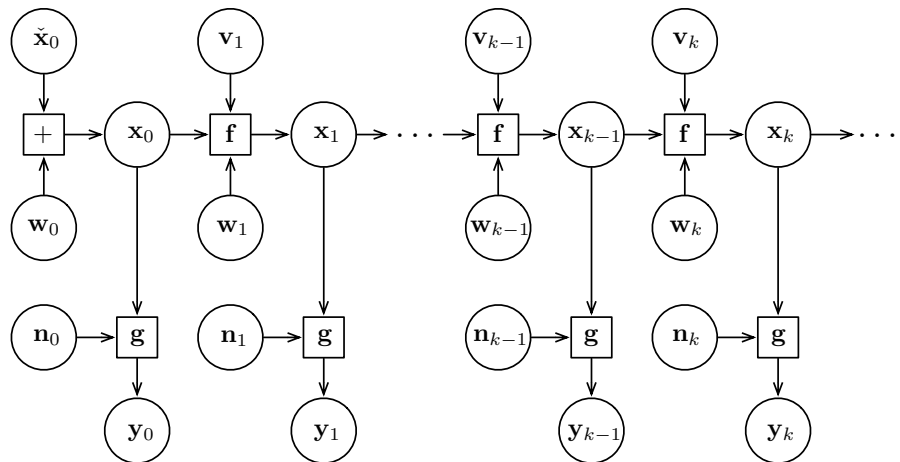 x̌₀ v₁ vₖ₋₁ vₖ
+ x₀ f x₁ ··· f xₖ₋₁ f xₖ ···
w₀ w₁ wₖ₋₁ wₖ
n₀ g n₁ g nₖ₋₁ g nₖ g
y₀ y₁ yₖ₋₁ yₖ